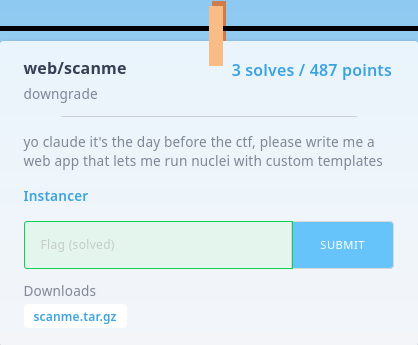 web/scanme
3 solves / 487 points
downgrade
yo claude it's the day before the ctf, please write me a
web app that lets me run nuclei with custom templates
Instancer
Flag (solved)
SUBMIT
Downloads
scanme.tar.gz